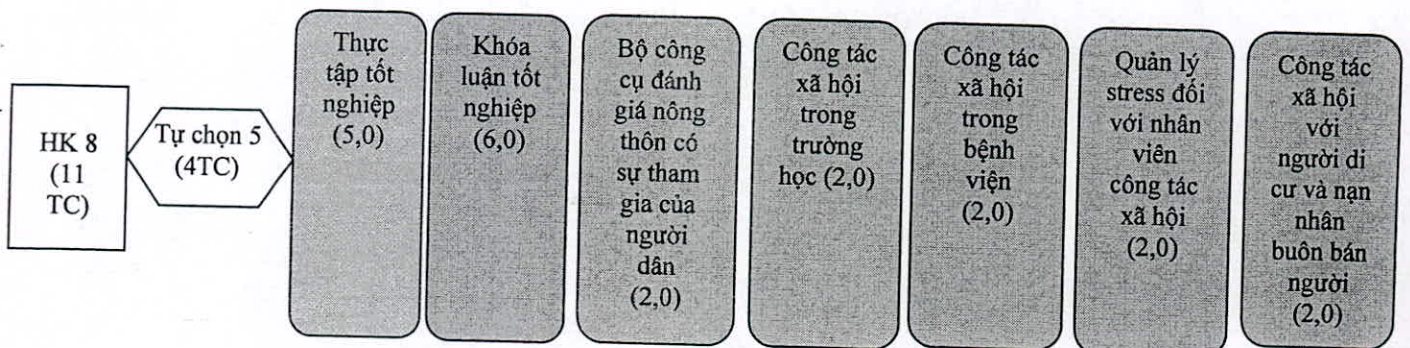 HK 8
(11
TC)
Tự chọn 5
(4TC)
Thực
tập tốt
nghiệp
(5,0)
Khóa
luận tốt
nghiệp
(6,0)
Bộ công
cụ đánh
giá nông
thôn có
sự tham
gia của
người
dân
(2,0)
Công tác
xã hội
trong
trường
học (2,0)
Công tác
xã hội
trong
bệnh
viện
(2,0)
Quản lý
stress đối
với nhân
viên
công tác
xã hội
(2,0)
Công tác
xã hội
với
người di
cư và nạn
nhân
buôn bán
người
(2,0)